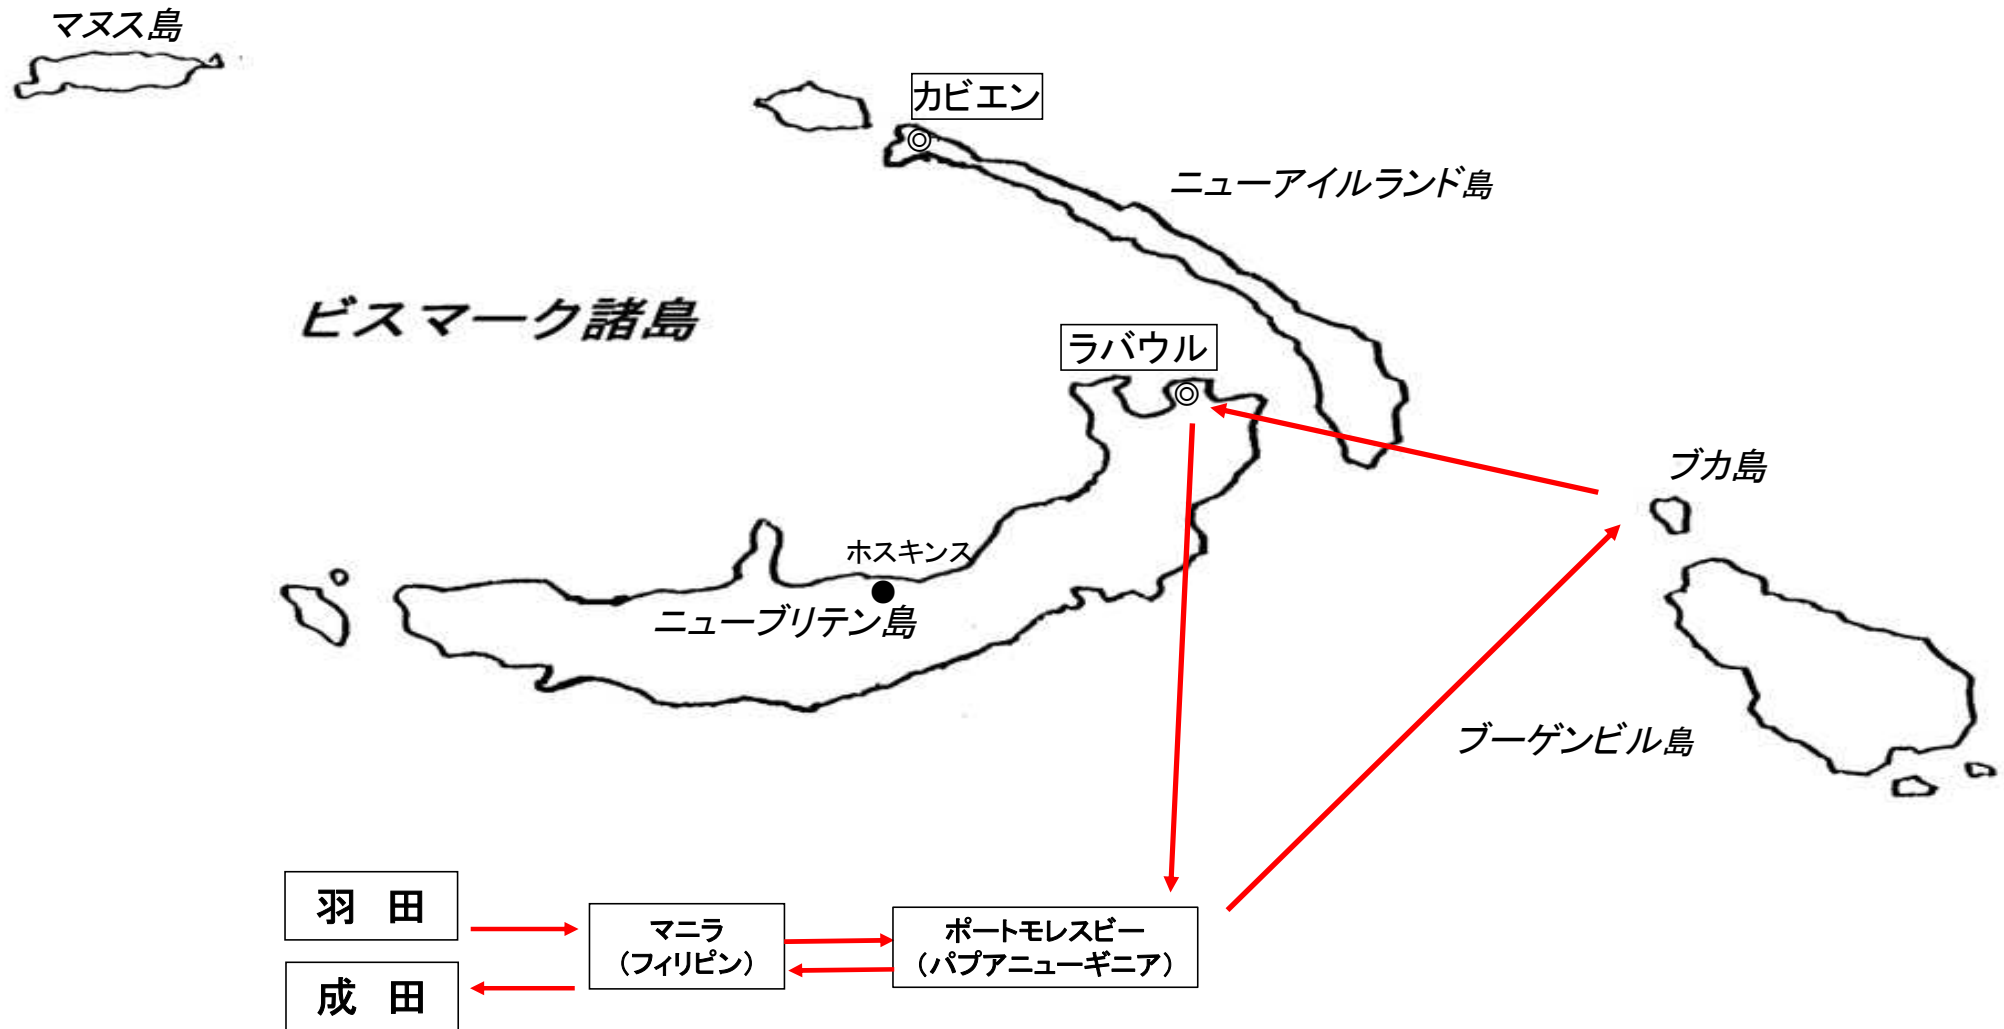 マヌス島
カビエン
ニューアイルランド島
ビスマーク諸島
ラバウル
ブカ島
ホスキンス
ニューブリテン島
ブーゲンビル島
羽　田
マニラ
（フィリピン）
ポートモレスビー
（パプアニューギニア）
成　田